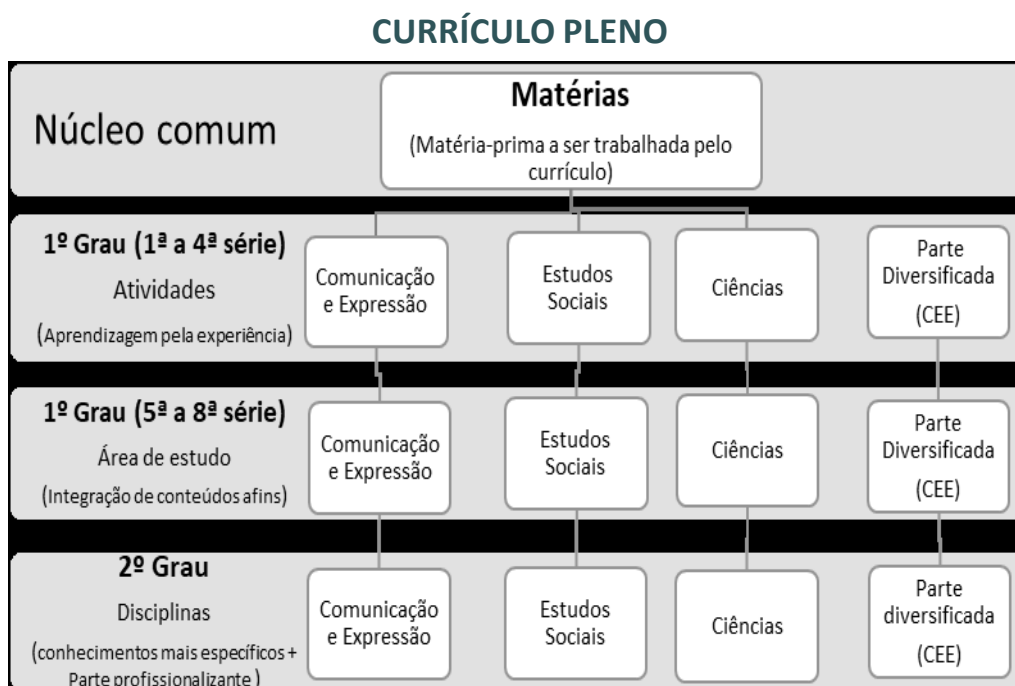 CURRÍCULO PLENO
Núcleo comum
Matérias
(Matéria-prima a ser trabalhada pelo
currículo)
1º Grau (1ª a 4ª série)
Atividades
(Aprendizagem pela experiência)
Comunicação
e Expressão
Estudos
Sociais
Ciências
Parte
Diversificada
(CEE)
1º Grau (5ª a 8ª série)
Área de estudo
(Integração de conteúdos afins)
Comunicação
e Expressão
Estudos
Sociais
Ciências
Parte
Diversificada
(CEE)
2º Grau
Disciplinas
(conhecimentos mais específicos +
Parte profissionalizante )
Comunicação
e Expressão
Estudos
Sociais
Ciências
Parte
diversificada
(CEE)